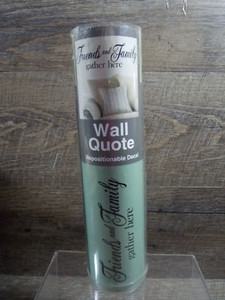 Friends and Family
gather here
Wall
Quote
Repositionable Decal
Friends and Family
gather here